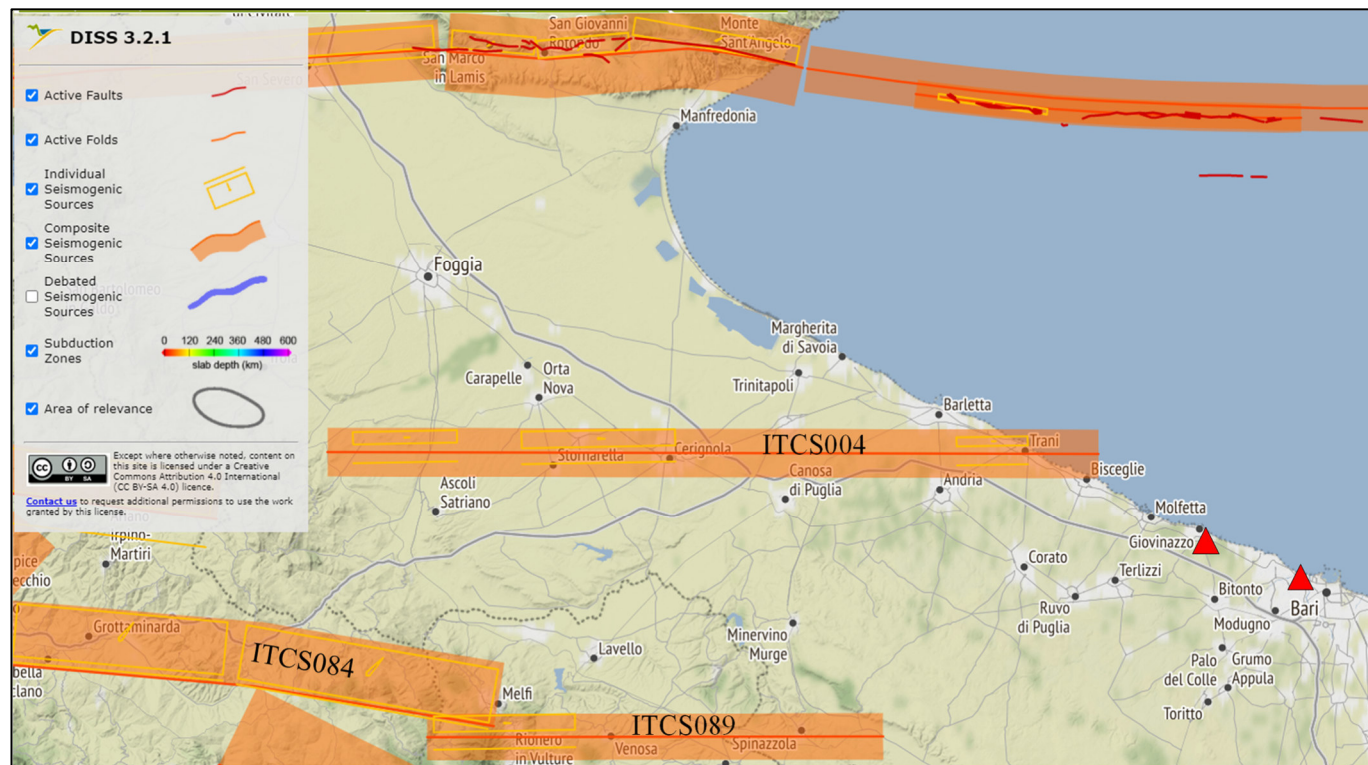 DISS 3.2.1
Active Faults
Active Folds
Individual
Seismogenic
Sources
Composite
Seismogenic
Sources
Debated
Seismogenic
Sources
Subduction
Zones
0 120 240 360 480 600
slab depth (km)
Area of relevance
cc BY SA
Except where otherwise noted, content on
this site is licensed under a Creative
Commons Attribution 4.0 International
(CC BY-SA 4.0) licence.
Contact us to request additional permissions to use the work
granted by this license.
San Severo
San Marco
in Lamis
San Giovanni
Rotondo
Monte
Sant'Angelo
Manfredonia
Foggia
Margherita
di Savoia
Carapelle
Orta
Nova
Trinitapoli
Barletta
ITCS004
Trani
Stornarella
Cerignola
Canosa
di Puglia
Andria
Bisceglie
Ascoli
Satriano
Molfetta
Giovinazzo
Irpino-
Martiri
Corato
Terlizzi
Ruvo
di Puglia
Bitonto
Bari
Modugno
Grottaminarda
ITCS084
Lavello
Minervino
Murge
Palo
del Colle
Grumo
Appula
Toritto
Melfi
ITCS089
Rionero
in Vulture
Venosa
Spinazzola